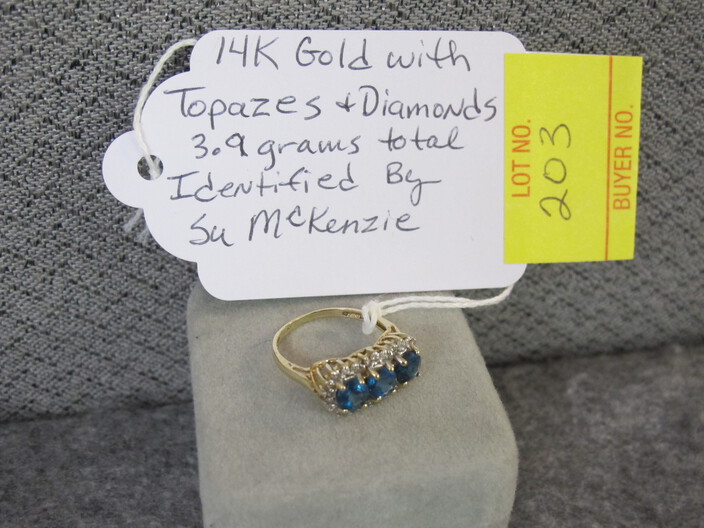 14K Gold with
Topazes + Diamonds
3.9 grams total
Identified By
Su McKenzie
LOT NO.
203
BUYER NO.